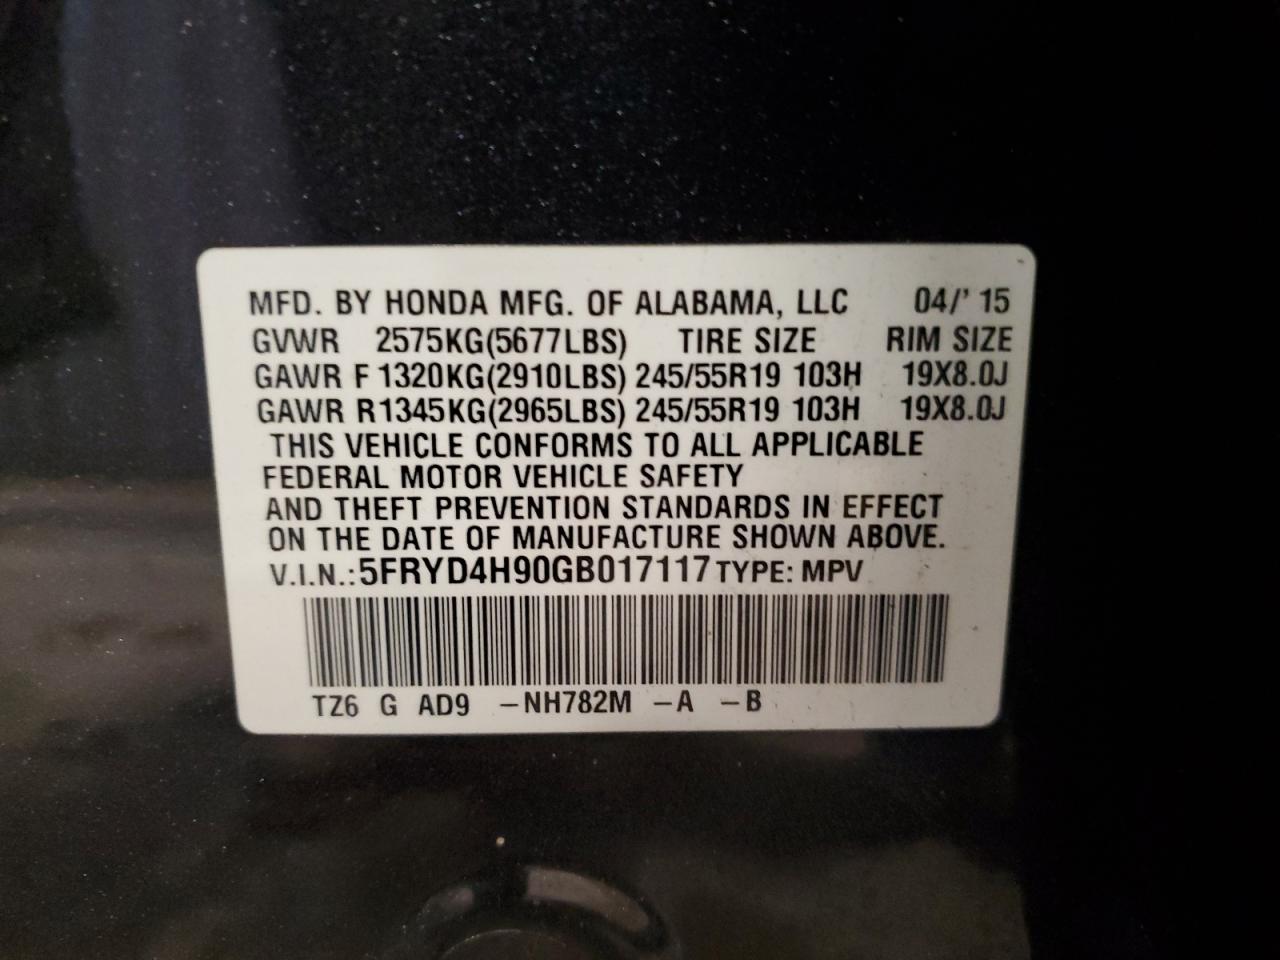 MFD. BY HONDA MFG. OF ALABAMA, LLC 04/' 15
GVWR 2575KG(5677LBS) TIRE SIZE RIM SIZE
GAWR F 1320KG(2910LBS) 245/55R19 103H 19X8.0J
GAWR R1345KG(2965LBS) 245/55R19 103H 19X8.0J
THIS VEHICLE CONFORMS TO ALL APPLICABLE
FEDERAL MOTOR VEHICLE SAFETY
AND THEFT PREVENTION STANDARDS IN EFFECT
ON THE DATE OF MANUFACTURE SHOWN ABOVE.
V.I.N.:5FRYD4H90GB017117 TYPE: MPV
TZ6 G AD9 -NH782M -A -B